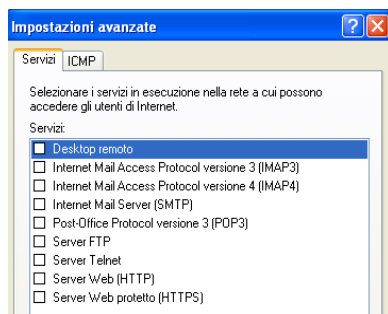 Impostazioni avanzate
Servizi ICMP
Selezionare i servizi in esecuzione nella rete a cui possono
accedere gli utenti di Internet.
Servizi:
Desktop remoto
Internet Mail Access Protocol versione 3 (IMAP3)
Internet Mail Access Protocol versione 4 (IMAP4)
Internet Mail Server (SMTP)
Post-Office Protocol versione 3 (POP3)
Server FTP
Server Telnet
Server Web (HTTP)
Server Web protetto (HTTPS)